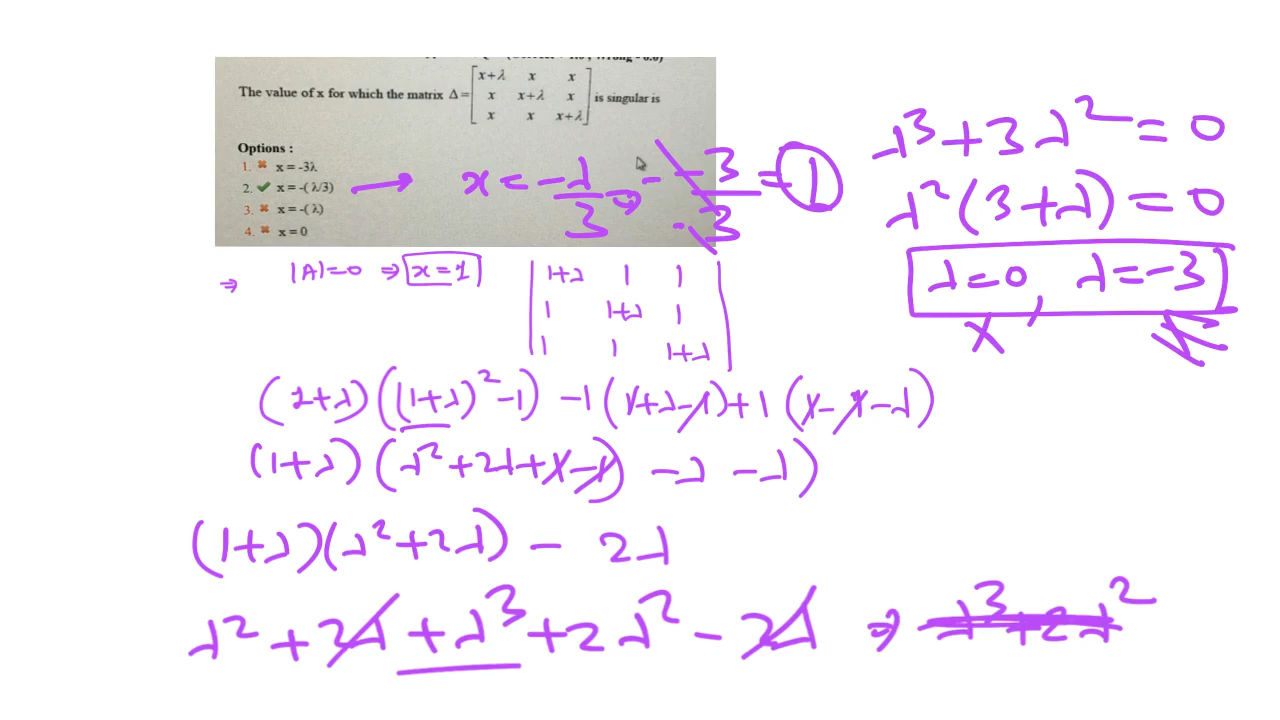 The value of x for which the matrix Δ = [x+λ x x
x x+λ x
x x x+λ] is singular is
Options :
1. ✖ x = -3λ
2. ✔ x = -( λ/3) → x = -λ/3 ⇒ - -3/-3 = 1
3. ✖ x = -( λ)
4. ✖ x = 0
λ³ + 3λ² = 0
λ²(3+λ) = 0
λ=0, λ=-3
x
⇒ |A|=0 ⇒ x=1 |1+λ 1 1
1 1+λ 1
1 1 1+λ|
(1+λ)((1+λ)²-1) -1(1+λ-1)+1(1-1-λ)
(1+λ)(λ²+2λ+1-1) -λ -λ)
(1+λ)(λ²+2λ) - 2λ
λ²+2λ+λ³+2λ²-2λ ⇒ λ³+2λ²